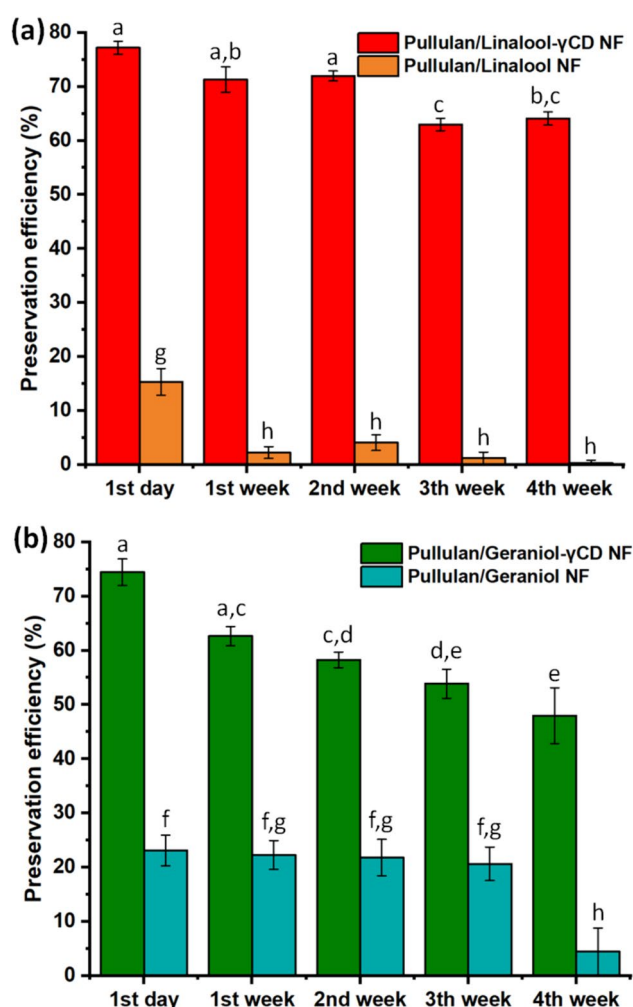 (a)
80
70
60
50
40
30
20
10
0
Preservation efficiency (%)
Pullulan/Linalool-γCD NF
Pullulan/Linalool NF
a
a,b
a
c
b,c
g
h
h
h
h
1st day 1st week 2nd week 3th week 4th week
(b)
80
70
60
50
40
30
20
10
0
Preservation efficiency (%)
Pullulan/Geraniol-γCD NF
Pullulan/Geraniol NF
a
a,c
c,d
d,e
e
f
f,g
f,g
f,g
h
1st day 1st week 2nd week 3th week 4th week